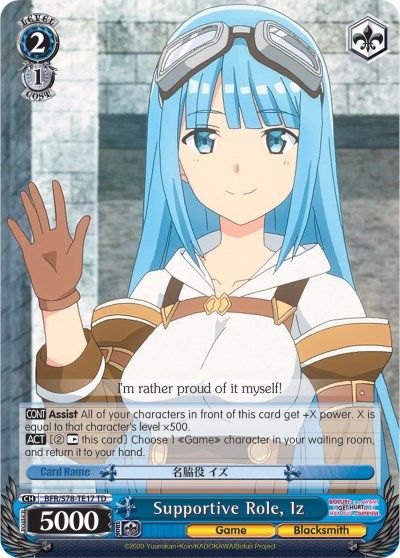 LEVEL
2
1
COST
I'm rather proud of it myself!
CONT Assist All of your characters in front of this card get +X power. X is
equal to that character's level ×500.
ACT [② this card] Choose 1 «Game» character in your waiting room,
and return it to your hand.
Card Name
名脇役 イズ
CH BFR/S78-TE17 TD
POWER
5000
SOUL
Supportive Role, Iz
Game
Blacksmith
©2020 Yuumikan•Koin/KADOKAWA/Bofuri Project